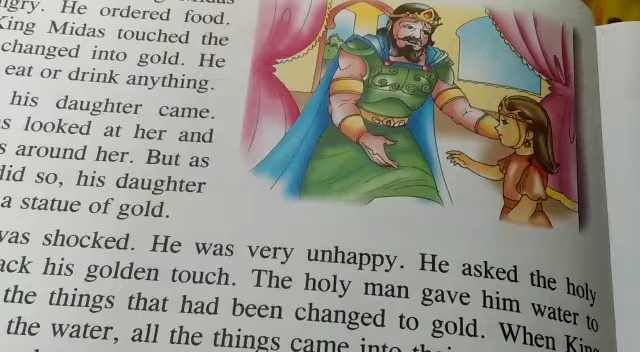 He ordered food.
King Midas touched the
changed into gold. He
eat or drink anything.
his daughter came.
looked at her and
around her. But as
did so, his daughter
a statue of gold.
was shocked. He was very unhappy. He asked the holy
his golden touch. The holy man gave him water to
the things that had been changed to gold. When King
the water, all the things came into